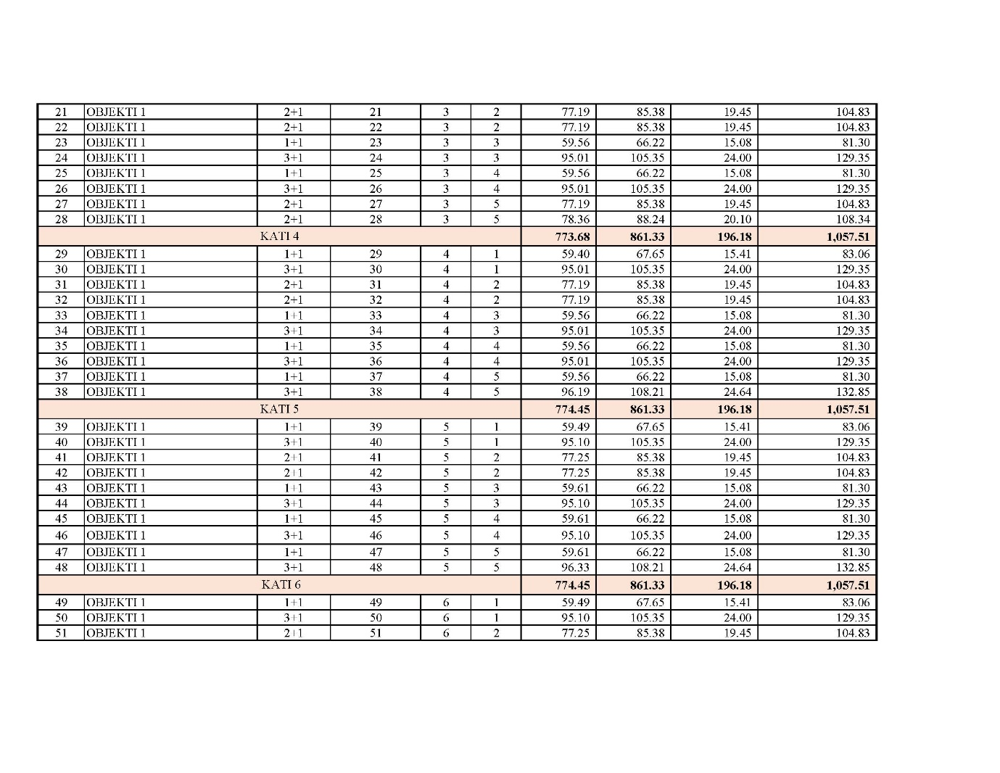 21 OBJEKTI 1 2+1 21 3 2 77.19 85.38 19.45 104.83
22 OBJEKTI 1 2+1 22 3 2 77.19 85.38 19.45 104.83
23 OBJEKTI 1 1+1 23 3 3 59.56 66.22 15.08 81.30
24 OBJEKTI 1 3+1 24 3 3 95.01 105.35 24.00 129.35
25 OBJEKTI 1 1+1 25 3 4 59.56 66.22 15.08 81.30
26 OBJEKTI 1 3+1 26 3 4 95.01 105.35 24.00 129.35
27 OBJEKTI 1 2+1 27 3 5 77.19 85.38 19.45 104.83
28 OBJEKTI 1 2+1 28 3 5 78.36 88.24 20.10 108.34
KATI 4 773.68 861.33 196.18 1,057.51
29 OBJEKTI 1 1+1 29 4 1 59.40 67.65 15.41 83.06
30 OBJEKTI 1 3+1 30 4 1 95.01 105.35 24.00 129.35
31 OBJEKTI 1 2+1 31 4 2 77.19 85.38 19.45 104.83
32 OBJEKTI 1 2+1 32 4 2 77.19 85.38 19.45 104.83
33 OBJEKTI 1 1+1 33 4 3 59.56 66.22 15.08 81.30
34 OBJEKTI 1 3+1 34 4 3 95.01 105.35 24.00 129.35
35 OBJEKTI 1 1+1 35 4 4 59.56 66.22 15.08 81.30
36 OBJEKTI 1 3+1 36 4 4 95.01 105.35 24.00 129.35
37 OBJEKTI 1 1+1 37 4 5 59.56 66.22 15.08 81.30
38 OBJEKTI 1 3+1 38 4 5 96.19 108.21 24.64 132.85
KATI 5 774.45 861.33 196.18 1,057.51
39 OBJEKTI 1 1+1 39 5 1 59.49 67.65 15.41 83.06
40 OBJEKTI 1 3+1 40 5 1 95.10 105.35 24.00 129.35
41 OBJEKTI 1 2+1 41 5 2 77.25 85.38 19.45 104.83
42 OBJEKTI 1 2+1 42 5 2 77.25 85.38 19.45 104.83
43 OBJEKTI 1 1+1 43 5 3 59.61 66.22 15.08 81.30
44 OBJEKTI 1 3+1 44 5 3 95.10 105.35 24.00 129.35
45 OBJEKTI 1 1+1 45 5 4 59.61 66.22 15.08 81.30
46 OBJEKTI 1 3+1 46 5 4 95.10 105.35 24.00 129.35
47 OBJEKTI 1 1+1 47 5 5 59.61 66.22 15.08 81.30
48 OBJEKTI 1 3+1 48 5 5 96.33 108.21 24.64 132.85
KATI 6 774.45 861.33 196.18 1,057.51
49 OBJEKTI 1 1+1 49 6 1 59.49 67.65 15.41 83.06
50 OBJEKTI 1 3+1 50 6 1 95.10 105.35 24.00 129.35
51 OBJEKTI 1 2+1 51 6 2 77.25 85.38 19.45 104.83